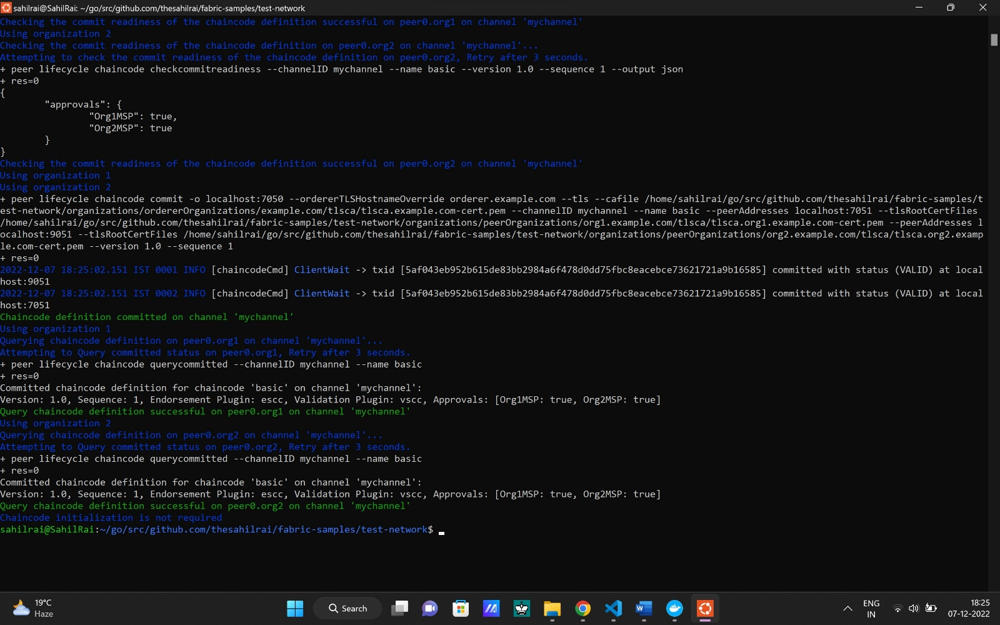 sahilrai@SahilRai: ~/go/src/github.com/thesahilrai/fabric-samples/test-network
Checking the commit readiness of the chaincode definition successful on peer0.org1 on channel 'mychannel'
Using organization 2
Checking the commit readiness of the chaincode definition on peer0.org2 on channel 'mychannel'...
Attempting to check the commit readiness of the chaincode definition on peer0.org2, Retry after 3 seconds.
+ peer lifecycle chaincode checkcommitreadiness --channelID mychannel --name basic --version 1.0 --sequence 1 --output json
+ res=0
{
        "approvals": {
                "Org1MSP": true,
                "Org2MSP": true
        }
}
Checking the commit readiness of the chaincode definition successful on peer0.org2 on channel 'mychannel'
Using organization 1
Using organization 2
+ peer lifecycle chaincode commit -o localhost:7050 --ordererTLSHostnameOverride orderer.example.com --tls --cafile /home/sahilrai/go/src/github.com/thesahilrai/fabric-samples/t
est-network/organizations/ordererOrganizations/example.com/tlsca/tlsca.example.com-cert.pem --channelID mychannel --name basic --peerAddresses localhost:7051 --tlsRootCertFiles
/home/sahilrai/go/src/github.com/thesahilrai/fabric-samples/test-network/organizations/peerOrganizations/org1.example.com/tlsca/tlsca.org1.example.com-cert.pem --peerAddresses l
ocalhost:9051 --tlsRootCertFiles /home/sahilrai/go/src/github.com/thesahilrai/fabric-samples/test-network/organizations/peerOrganizations/org2.example.com/tlsca/tlsca.org2.examp
le.com-cert.pem --version 1.0 --sequence 1
+ res=0
2022-12-07 18:25:02.151 IST 0001 INFO [chaincodeCmd] ClientWait -> txid [5af043eb952b615de83bb2984a6f478d0dd75fbc8eacebce73621721a9b16585] committed with status (VALID) at local
host:9051
2022-12-07 18:25:02.151 IST 0002 INFO [chaincodeCmd] ClientWait -> txid [5af043eb952b615de83bb2984a6f478d0dd75fbc8eacebce73621721a9b16585] committed with status (VALID) at local
host:7051
Chaincode definition committed on channel 'mychannel'
Using organization 1
Querying chaincode definition on peer0.org1 on channel 'mychannel'...
Attempting to Query committed status on peer0.org1, Retry after 3 seconds.
+ peer lifecycle chaincode querycommitted --channelID mychannel --name basic
+ res=0
Committed chaincode definition for chaincode 'basic' on channel 'mychannel':
Version: 1.0, Sequence: 1, Endorsement Plugin: escc, Validation Plugin: vscc, Approvals: [Org1MSP: true, Org2MSP: true]
Query chaincode definition successful on peer0.org1 on channel 'mychannel'
Using organization 2
Querying chaincode definition on peer0.org2 on channel 'mychannel'...
Attempting to Query committed status on peer0.org2, Retry after 3 seconds.
+ peer lifecycle chaincode querycommitted --channelID mychannel --name basic
+ res=0
Committed chaincode definition for chaincode 'basic' on channel 'mychannel':
Version: 1.0, Sequence: 1, Endorsement Plugin: escc, Validation Plugin: vscc, Approvals: [Org1MSP: true, Org2MSP: true]
Query chaincode definition successful on peer0.org2 on channel 'mychannel'
Chaincode initialization is not required
sahilrai@SahilRai:~/go/src/github.com/thesahilrai/fabric-samples/test-network$
19°C
Haze
Search
ENG
IN
18:25
07-12-2022